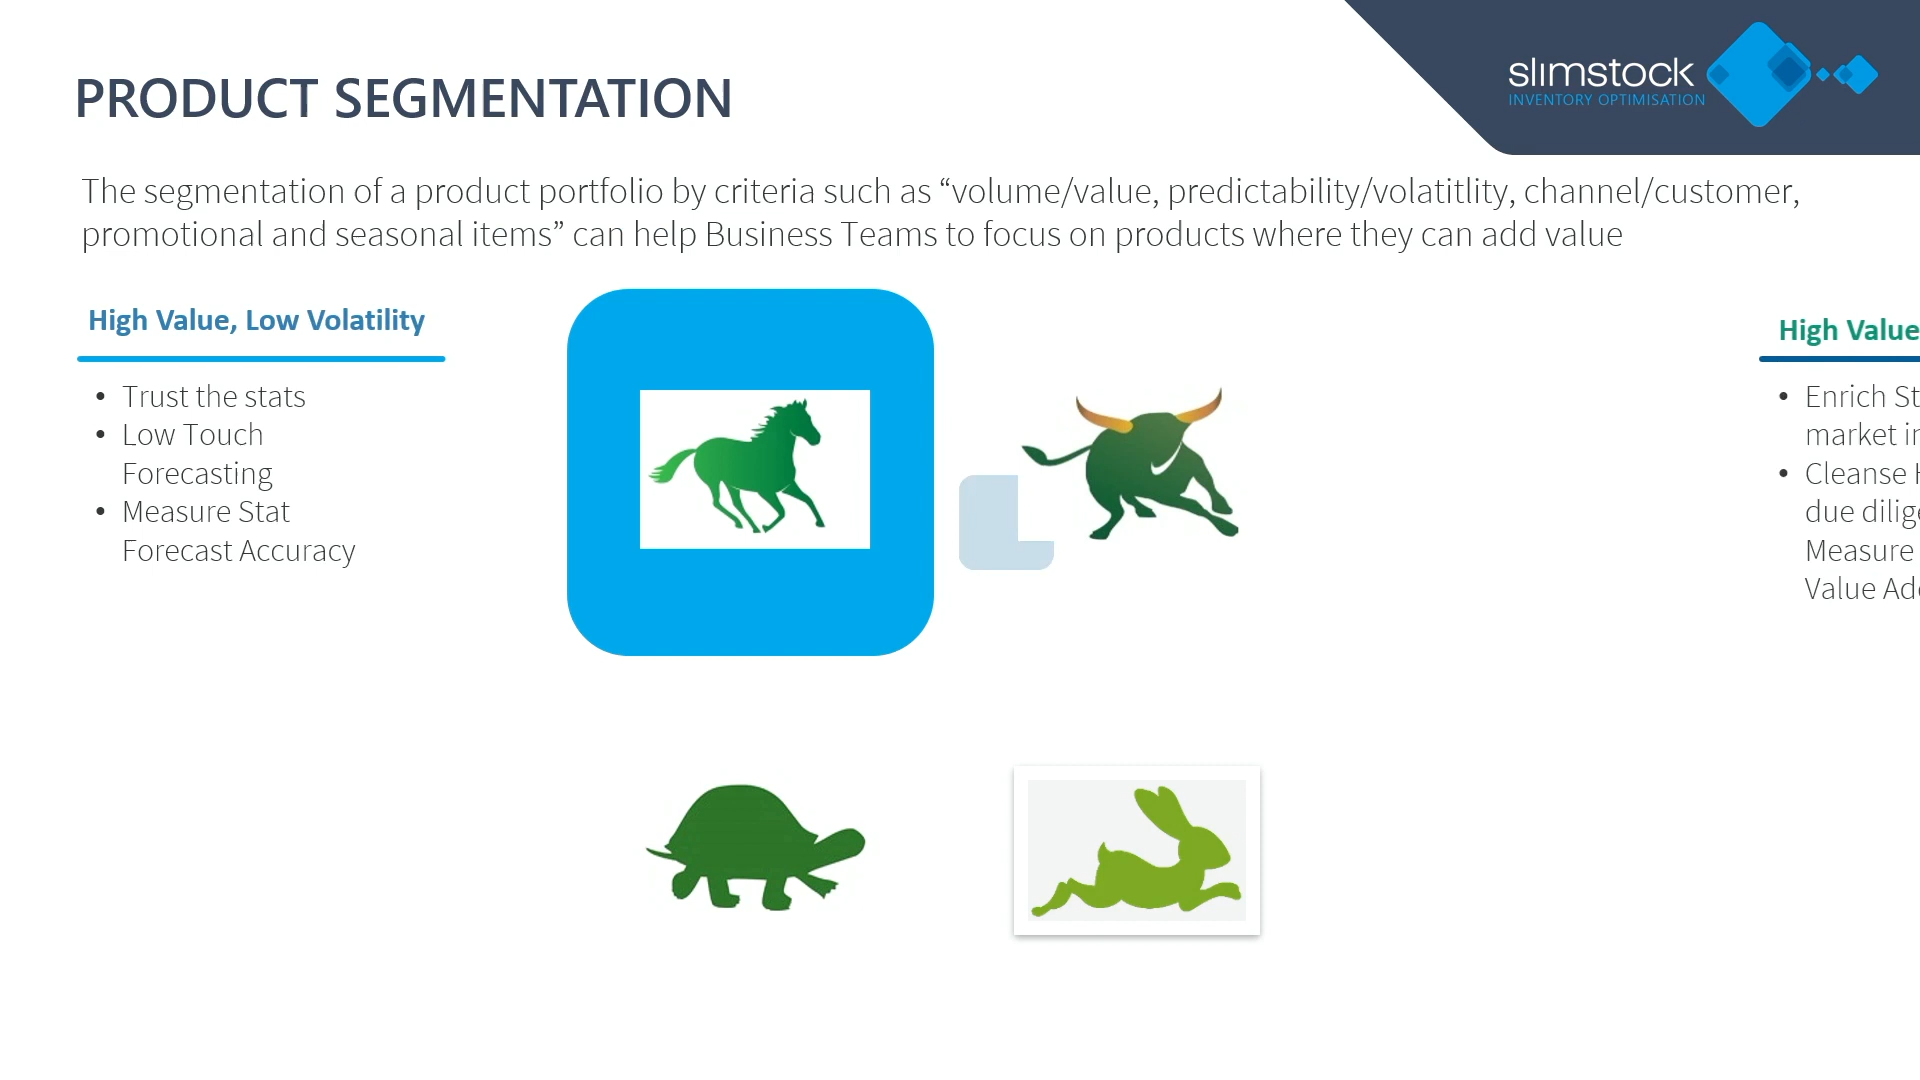 slimstock
INVENTORY OPTIMISATION
PRODUCT SEGMENTATION
The segmentation of a product portfolio by criteria such as “volume/value, predictability/volatitlity, channel/customer,
promotional and seasonal items” can help Business Teams to focus on products where they can add value
High Value, Low Volatility
• Trust the stats
• Low Touch
Forecasting
• Measure Stat
Forecast Accuracy
High Value
• Enrich
market
• Cleanse
due
Measure
Value